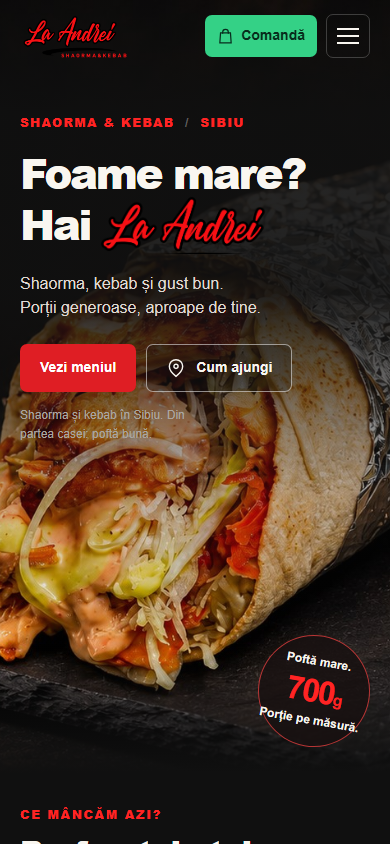 La Andrei
SHAORMA&KEBAB
Comandă
SHAORMA & KEBAB / SIBIU
Foame mare?
Hai La Andrei
Shaorma, kebab și gust bun.
Porții generoase, aproape de tine.
Vezi meniul
Cum ajungi
Shaorma și kebab în Sibiu. Din
partea casei: poftă bună.
Poftă mare.
700g
Porție pe măsură.
CE MÂNCĂM AZI?